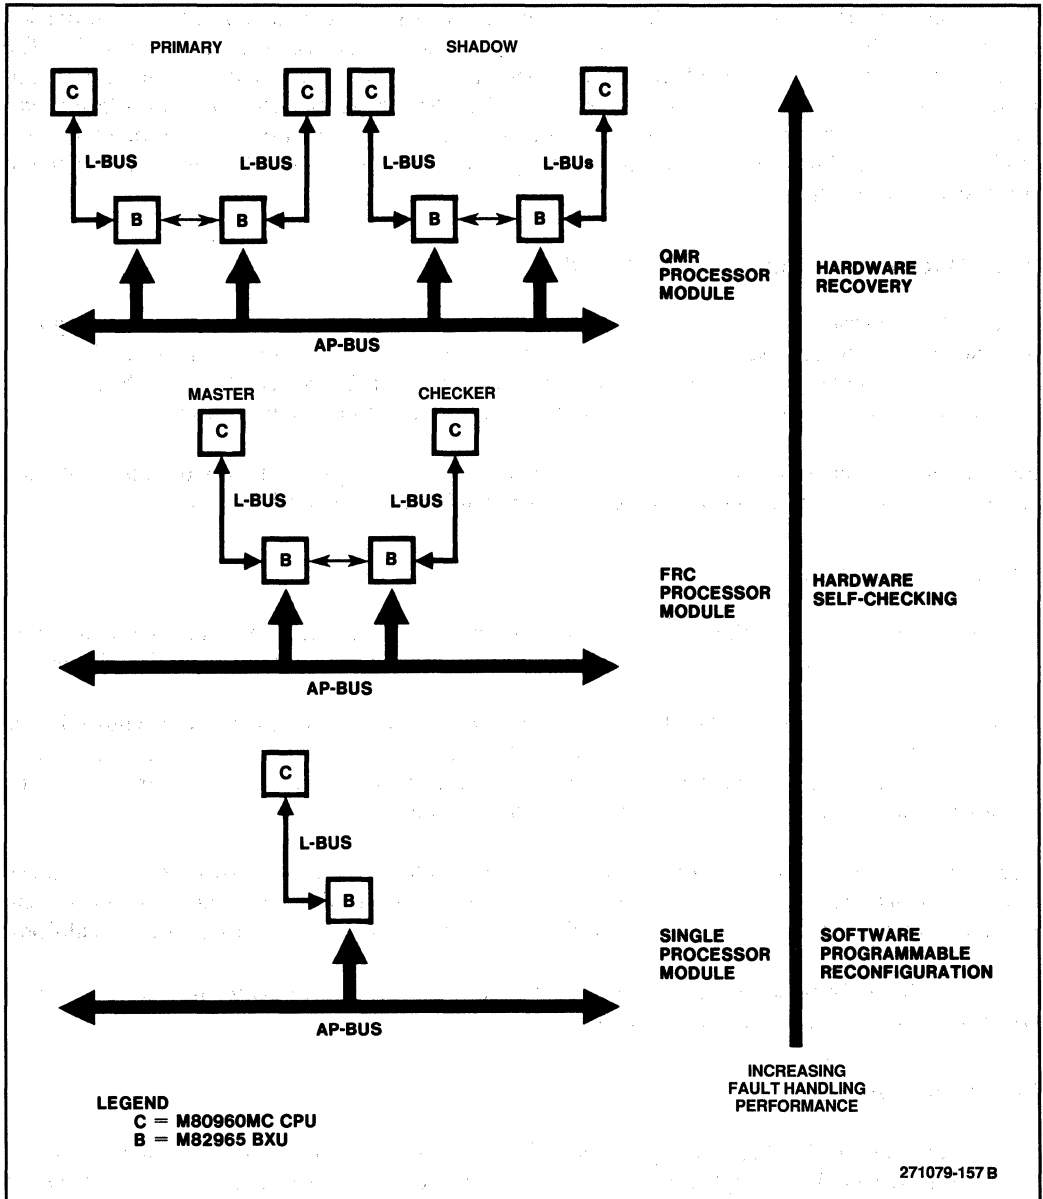 PRIMARY
SHADOW
C
C
C
C
L-BUS
L-BUS
L-BUS
L-BUs
B
B
B
B
QMR
PROCESSOR
MODULE
HARDWARE
RECOVERY
AP-BUS
MASTER
CHECKER
C
C
L-BUS
L-BUS
B
B
FRC
PROCESSOR
MODULE
HARDWARE
SELF-CHECKING
AP-BUS
C
L-BUS
B
SINGLE
PROCESSOR
MODULE
SOFTWARE
PROGRAMMABLE
RECONFIGURATION
AP-BUS
INCREASING
FAULT HANDLING
PERFORMANCE
LEGEND
C = M80960MC CPU
B = M82965 BXU
271079-157 B